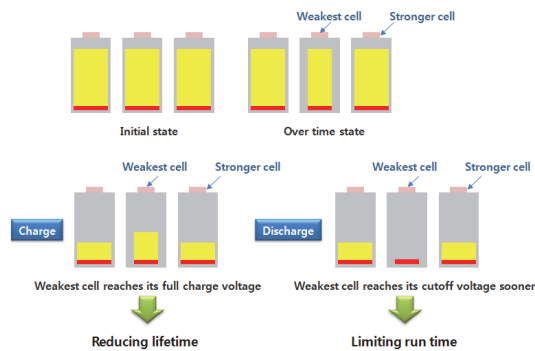 Weakest cell Stronger cell
Initial state Over time state
Weakest cell Stronger cell Weakest cell Stronger cell
Charge Discharge
Weakest cell reaches its full charge voltage Weakest cell reaches its cutoff voltage sooner
Reducing lifetime Limiting run time